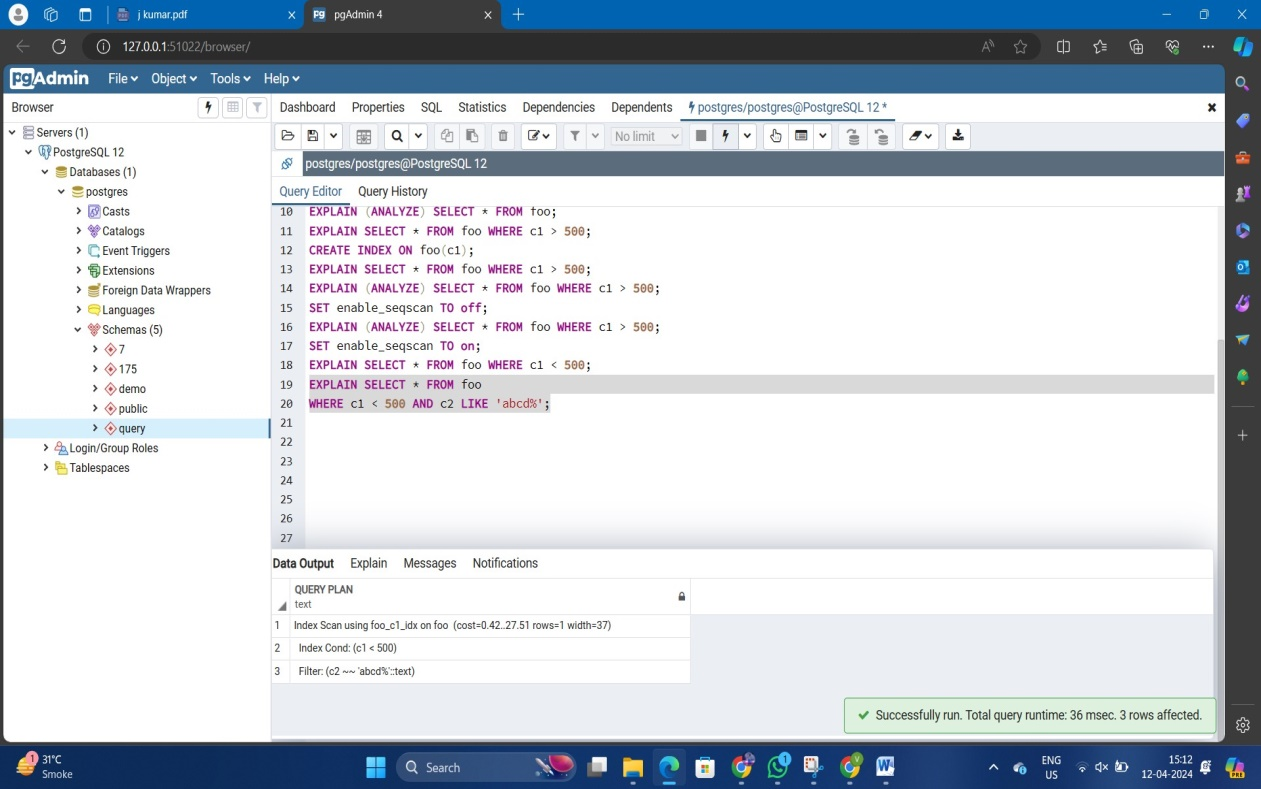 j kumar.pdf
pgAdmin 4
127.0.0.1:51022/browser/
pgAdmin File Object Tools Help
Browser
Dashboard Properties SQL Statistics Dependencies Dependents postgres/postgres@PostgreSQL 12 *
Servers (1)
PostgreSQL 12
Databases (1)
postgres
Casts
Catalogs
Event Triggers
Extensions
Foreign Data Wrappers
Languages
Schemas (5)
7
175
demo
public
query
Login/Group Roles
Tablespaces
No limit
postgres/postgres@PostgreSQL 12
Query Editor Query History
10 EXPLAIN (ANALYZE) SELECT * FROM foo;
11 EXPLAIN SELECT * FROM foo WHERE c1 > 500;
12 CREATE INDEX ON foo(c1);
13 EXPLAIN SELECT * FROM foo WHERE c1 > 500;
14 EXPLAIN (ANALYZE) SELECT * FROM foo WHERE c1 > 500;
15 SET enable_seqscan TO off;
16 EXPLAIN (ANALYZE) SELECT * FROM foo WHERE c1 > 500;
17 SET enable_seqscan TO on;
18 EXPLAIN SELECT * FROM foo WHERE c1 < 500;
19 EXPLAIN SELECT * FROM foo
20 WHERE c1 < 500 AND c2 LIKE 'abcd%';
21
22
23
24
25
26
27
Data Output Explain Messages Notifications
QUERY PLAN
text
1 Index Scan using foo_c1_idx on foo (cost=0.42..27.51 rows=1 width=37)
2 Index Cond: (c1 < 500)
3 Filter: (c2 ~~ 'abcd%'::text)
Successfully run. Total query runtime: 36 msec. 3 rows affected.
1
31°C
Smoke
Search
1
ENG
US
15:12
12-04-2024
PRE